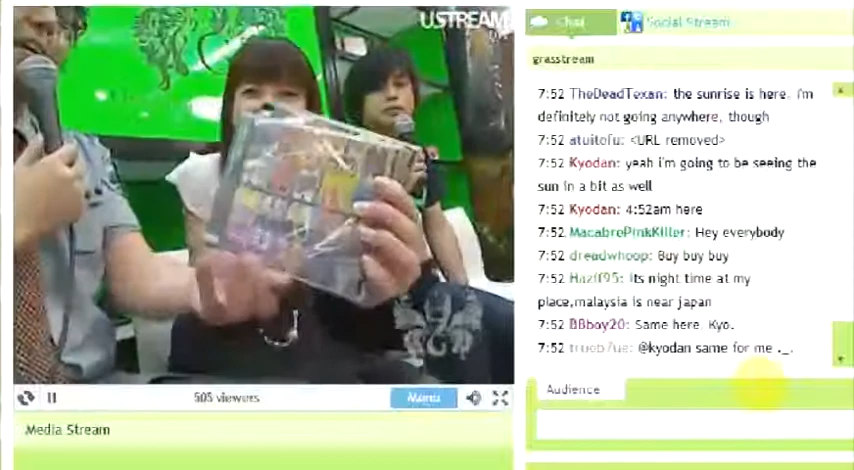 USTREAM
Chat
Social Stream
grasstream
7:52 TheDeadTexan: the sunrise is here, i'm
definitely not going anywhere, though
7:52 atuitofu: <URL removed>
7:52 Kyodan: yeah i'm going to be seeing the
sun in a bit as well
7:52 Kyodan: 4:52am here
7:52 MacabrePinkKiller: Hey everybody
7:52 dreadwhoop: Buy buy buy
7:52 Hazff95: Its night time at my
place,malaysia is near japan
7:52 BBboy20: Same here, Kyo.
7:52 @kyodan same for me ._.
505 viewers
Menu
Audience
Media Stream